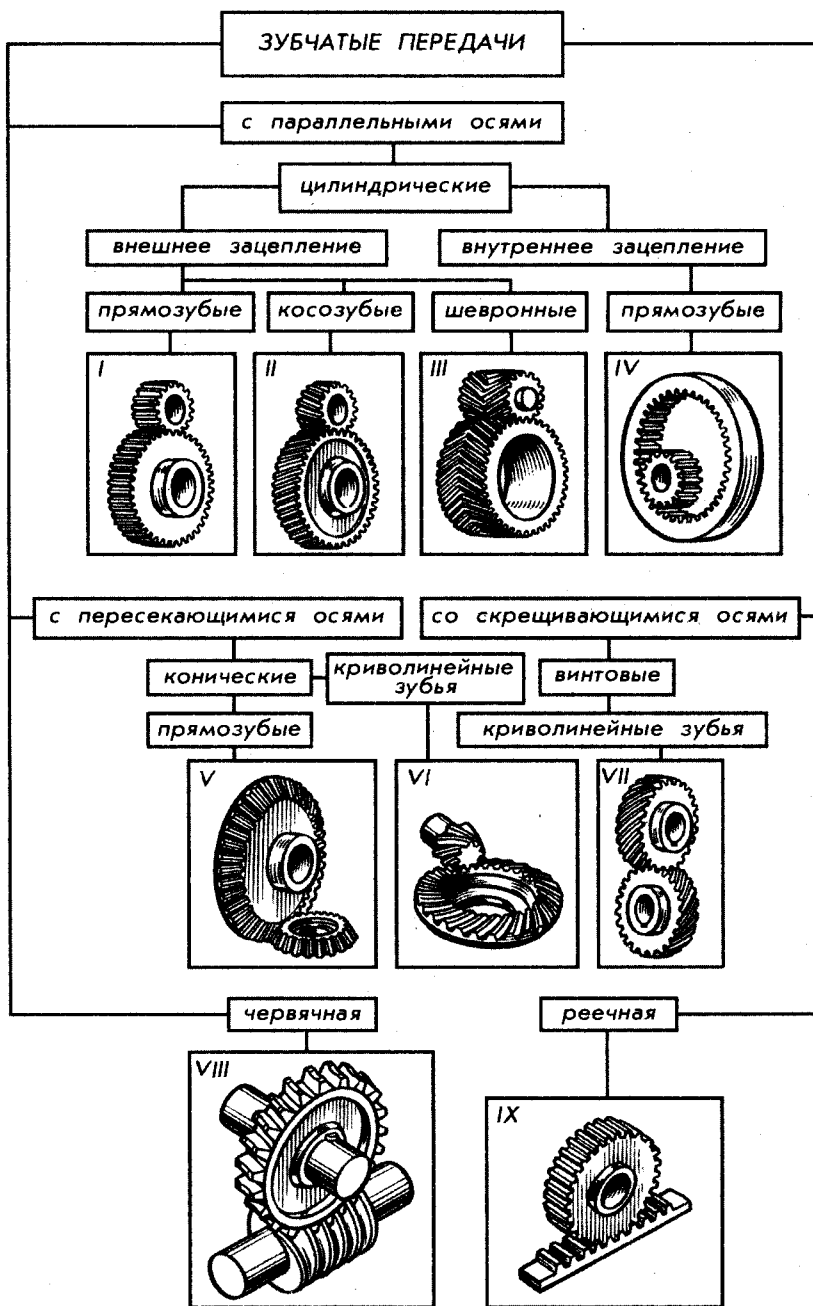 ЗУБЧАТЫЕ ПЕРЕДАЧИ
с параллельными осями
цилиндрические
внешнее зацепление
внутреннее зацепление
прямозубые
косозубые
шевронные
прямозубые
I
II
III
IV
с пересекающимися осями
со скрещивающимися осями
конические
криволинейные
зубья
винтовые
прямозубые
криволинейные зубья
V
VI
VII
червячная
реечная
VIII
IX